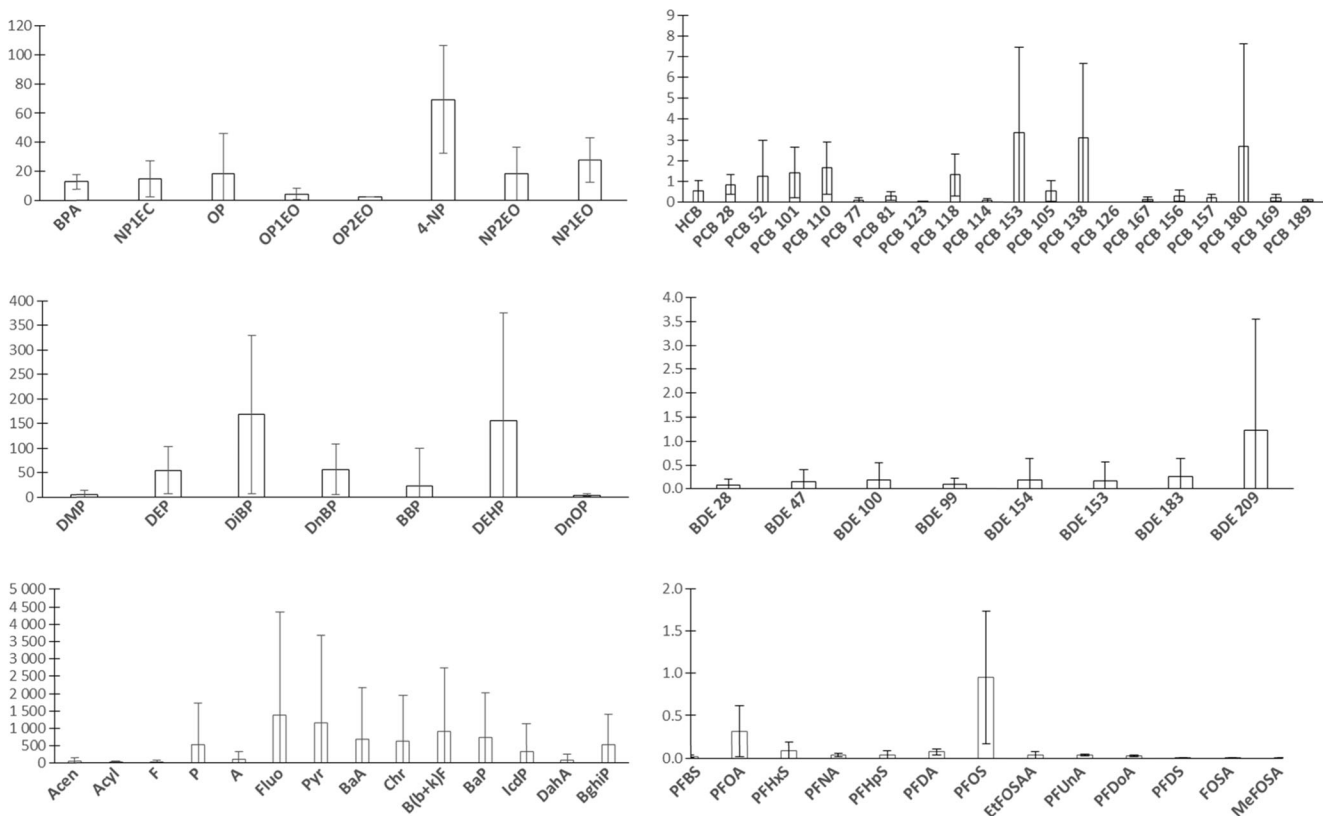 120
100
80
60
40
20
0
BPA
NP1EC
OP
OP1EO
OP2EO
4-NP
NP2EO
NP1EO
9
8
7
6
5
4
3
2
1
0
HCB
PCB 28
PCB 52
PCB 101
PCB 110
PCB 77
PCB 81
PCB 123
PCB 118
PCB 114
PCB 153
PCB 105
PCB 138
PCB 126
PCB 167
PCB 156
PCB 157
PCB 180
PCB 169
PCB 189
400
350
300
250
200
150
100
50
0
DMP
DEP
DiBP
DnBP
BBP
DEHP
DnOP
4.0
3.5
3.0
2.5
2.0
1.5
1.0
0.5
0.0
BDE 28
BDE 47
BDE 100
BDE 99
BDE 154
BDE 153
BDE 183
BDE 209
5 000
4 500
4 000
3 500
3 000
2 500
2 000
1 500
1 000
500
0
Acen
Acyl
F
P
A
Fluo
Pyr
BaA
Chr
B(b+k)F
BaP
IcdP
DahA
BghiP
2.0
1.5
1.0
0.5
0.0
PFBS
PFOA
PFHxS
PFNA
PFHpS
PFDA
PFOS
EtFOSAA
PFUnA
PFDoA
PFDS
FOSA
MeFOSA